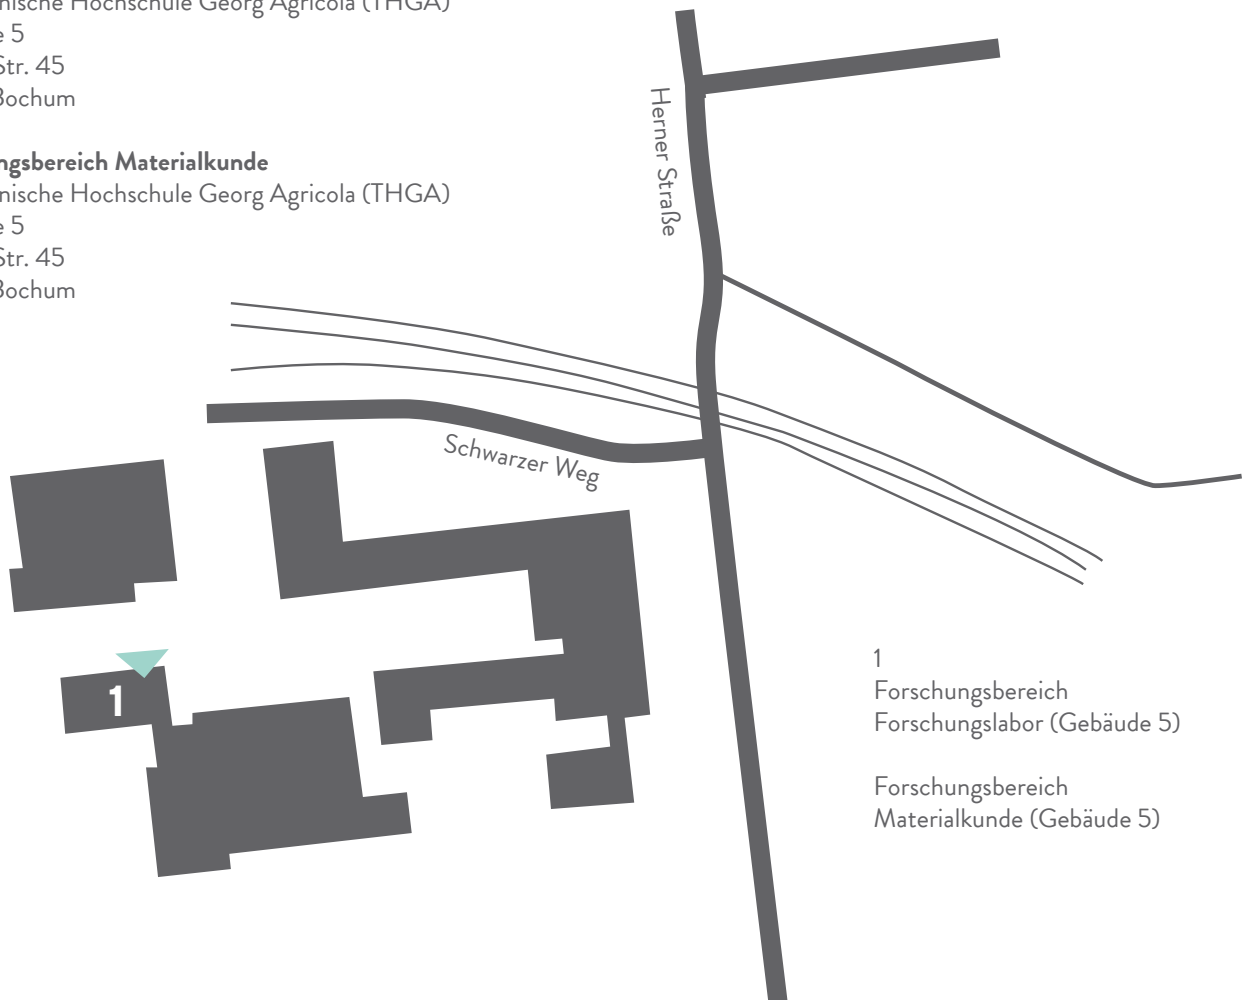 nische Hochschule Georg Agricola (THGA)
e 5
Str. 45
Bochum
ngsbereich Materialkunde
nische Hochschule Georg Agricola (THGA)
e 5
Str. 45
Bochum
Herner Straße
Schwarzer Weg
1
1
Forschungsbereich
Forschungslabor (Gebäude 5)
Forschungsbereich
Materialkunde (Gebäude 5)